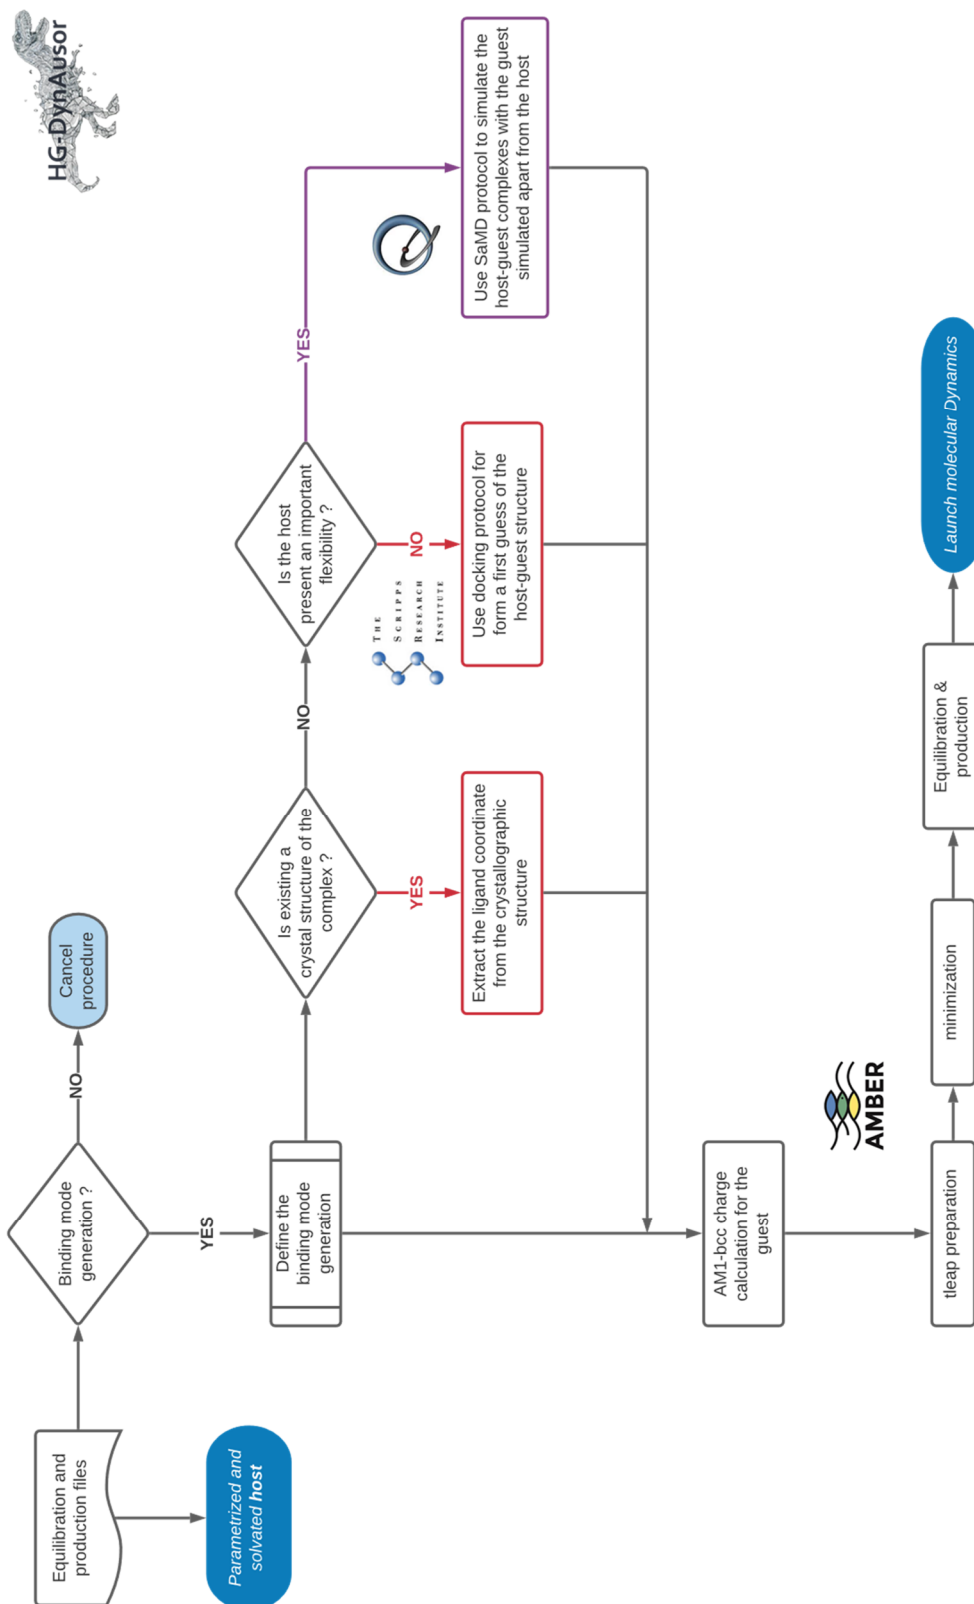 HG-DynAusor
Equilibration and
production files
Parametrized and
solvated host
Binding mode
generation ?
NO
Cancel
procedure
YES
Define the
binding mode
generation
Is existing a
crystal structure of the
complex ?
YES
Extract the ligand coordinate
from the crystallographic
structure
NO
Is the host
present an important
flexibility ?
THE
SCRIPPS
RESEARCH
INSTITUTE
NO
Use docking protocol for
form a first guess of the
host-guest structure
YES
Use SaMD protocol to simulate the
host-guest complexes with the guest
simulated apart from the host
AM1-bcc charge
calculation for the
guest
AMBER
tleap preparation
minimization
Equilibration &
production
Launch molecular Dynamics